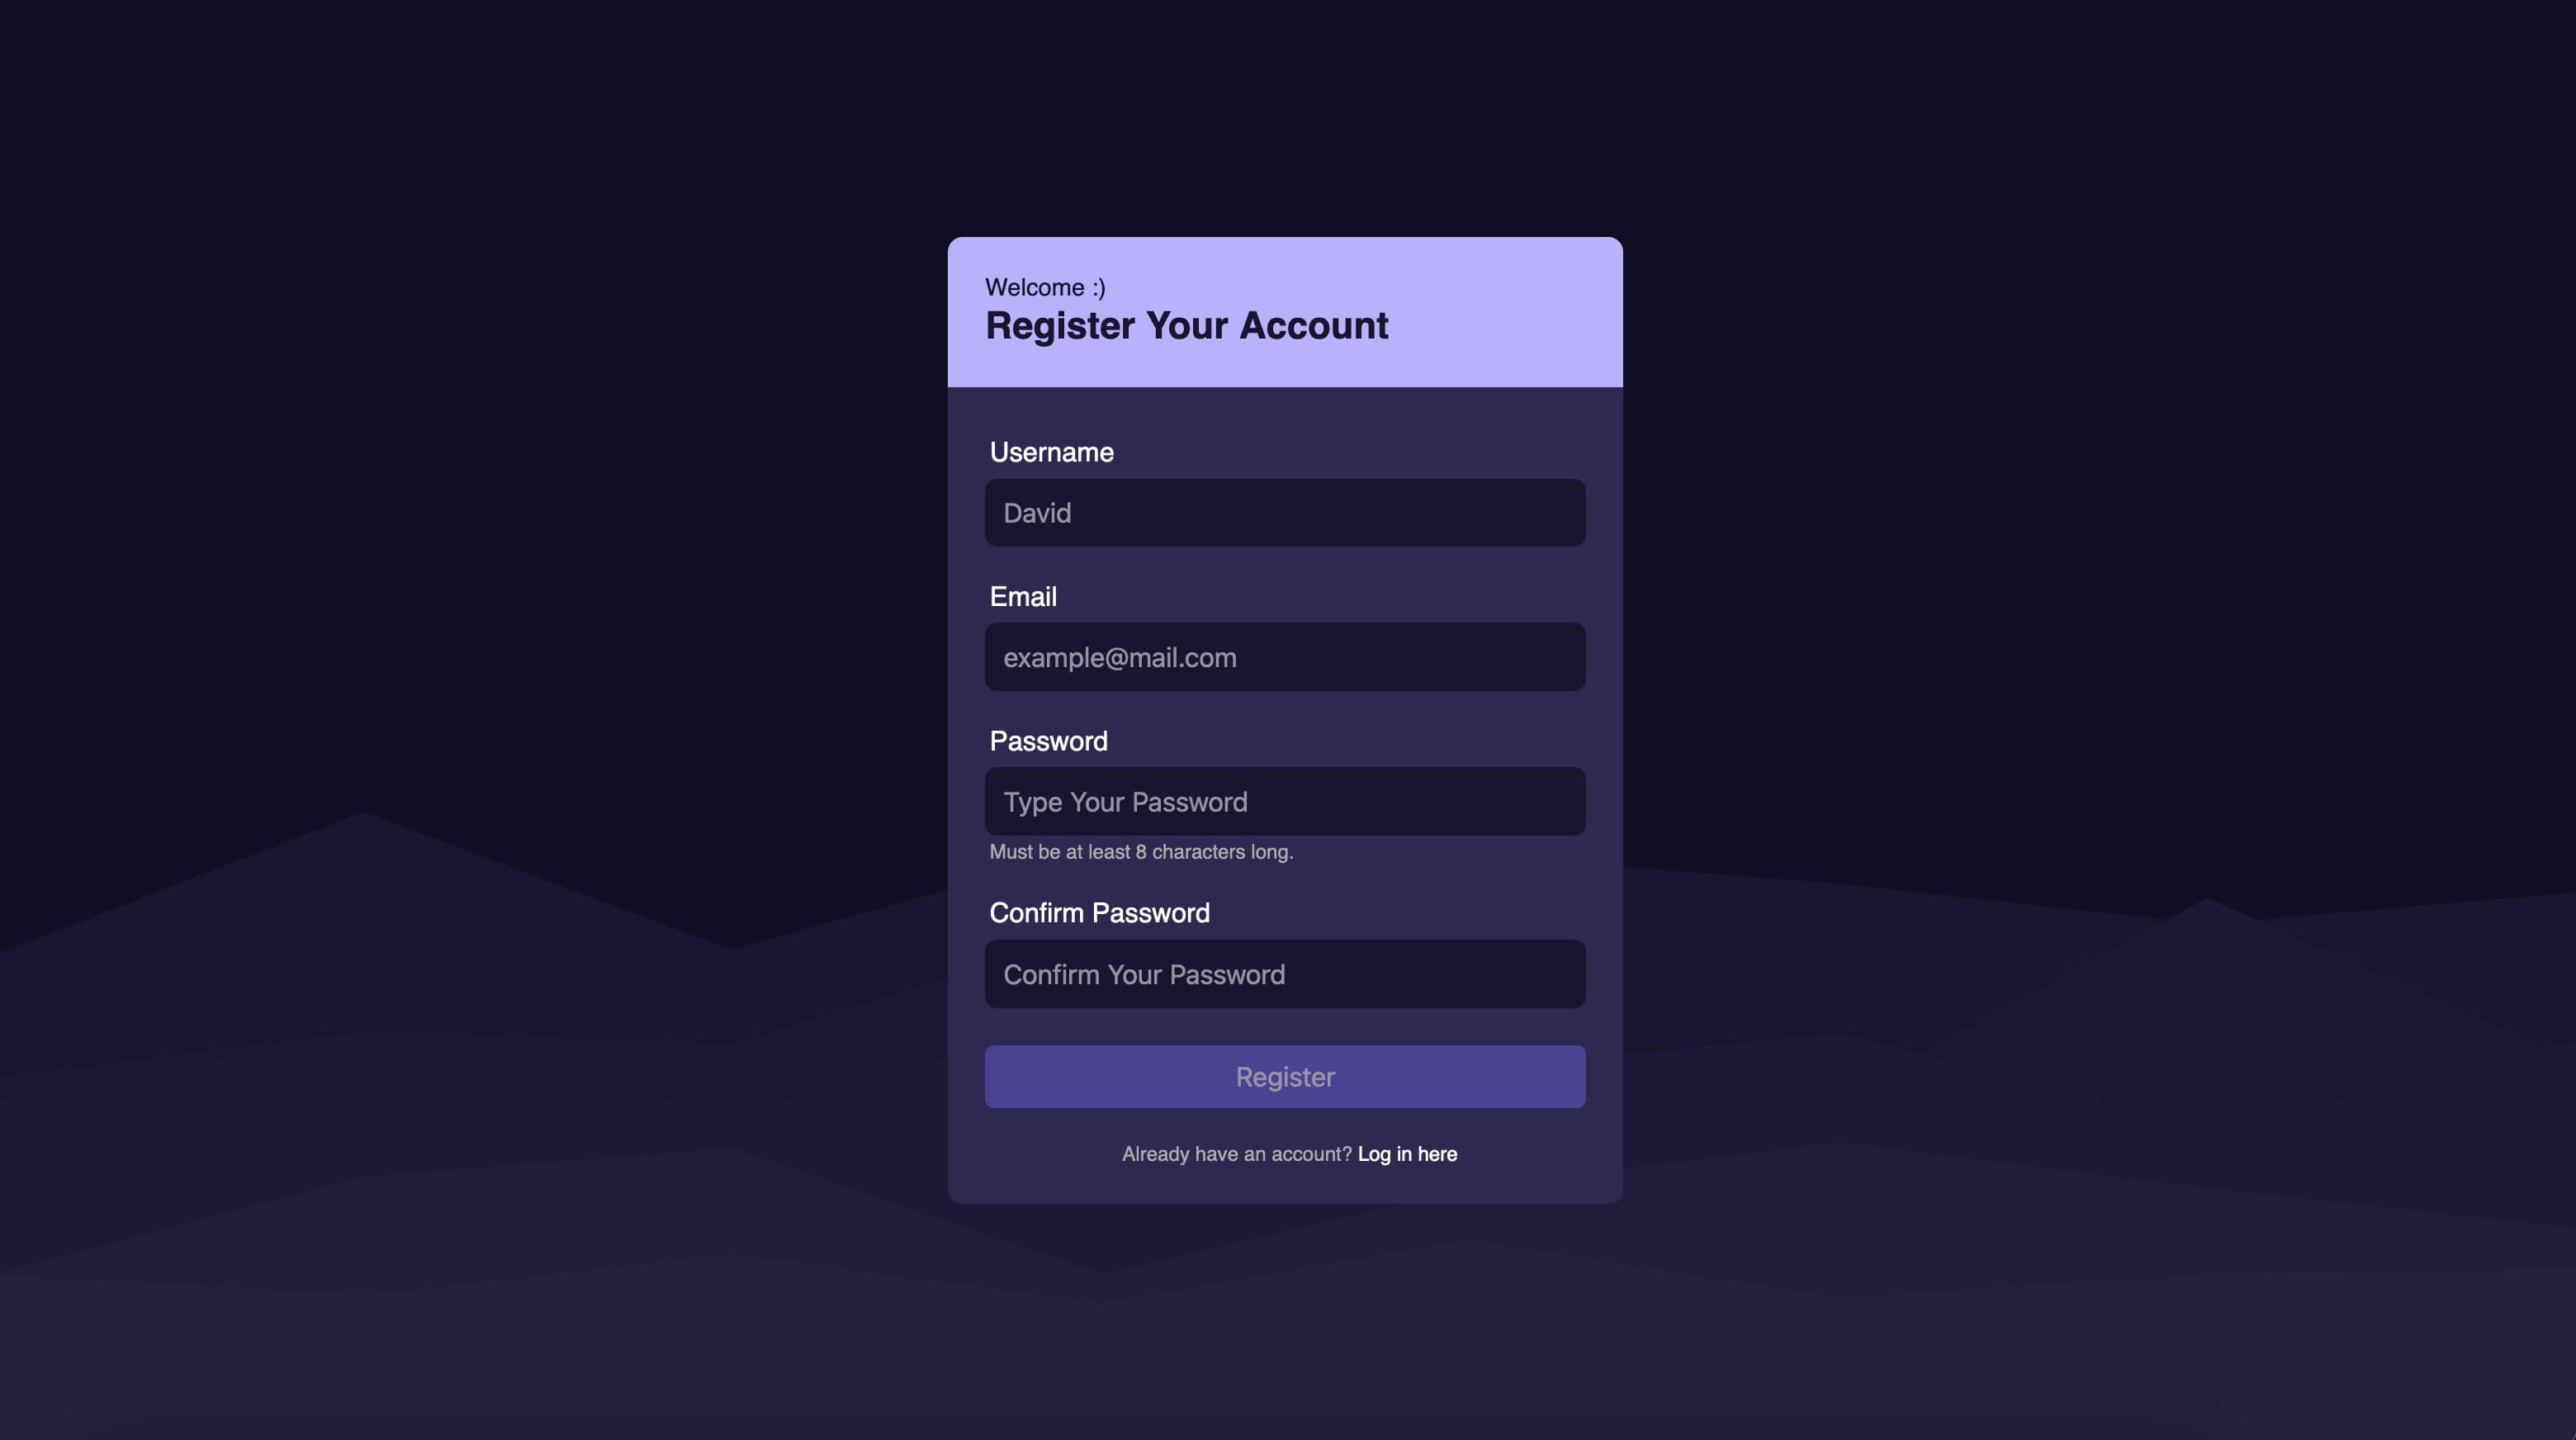 Welcome :)
Register Your Account
Username
David
Email
example@mail.com
Password
Type Your Password
Must be at least 8 characters long.
Confirm Password
Confirm Your Password
Register
Already have an account? Log in here